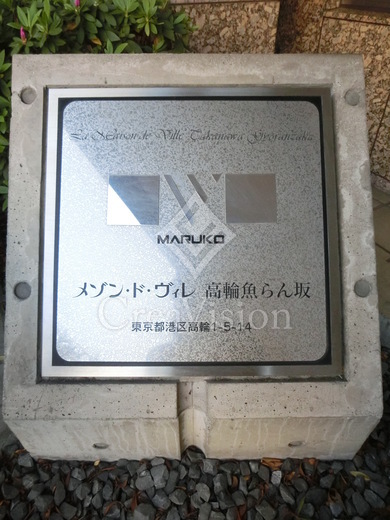 La Maison de Ville Takanawa Gyoranzaka
W
MARUKO
メゾン・ド・ヴィレ 高輪魚らん坂
CredVision
東京都港区高輪1-5-14